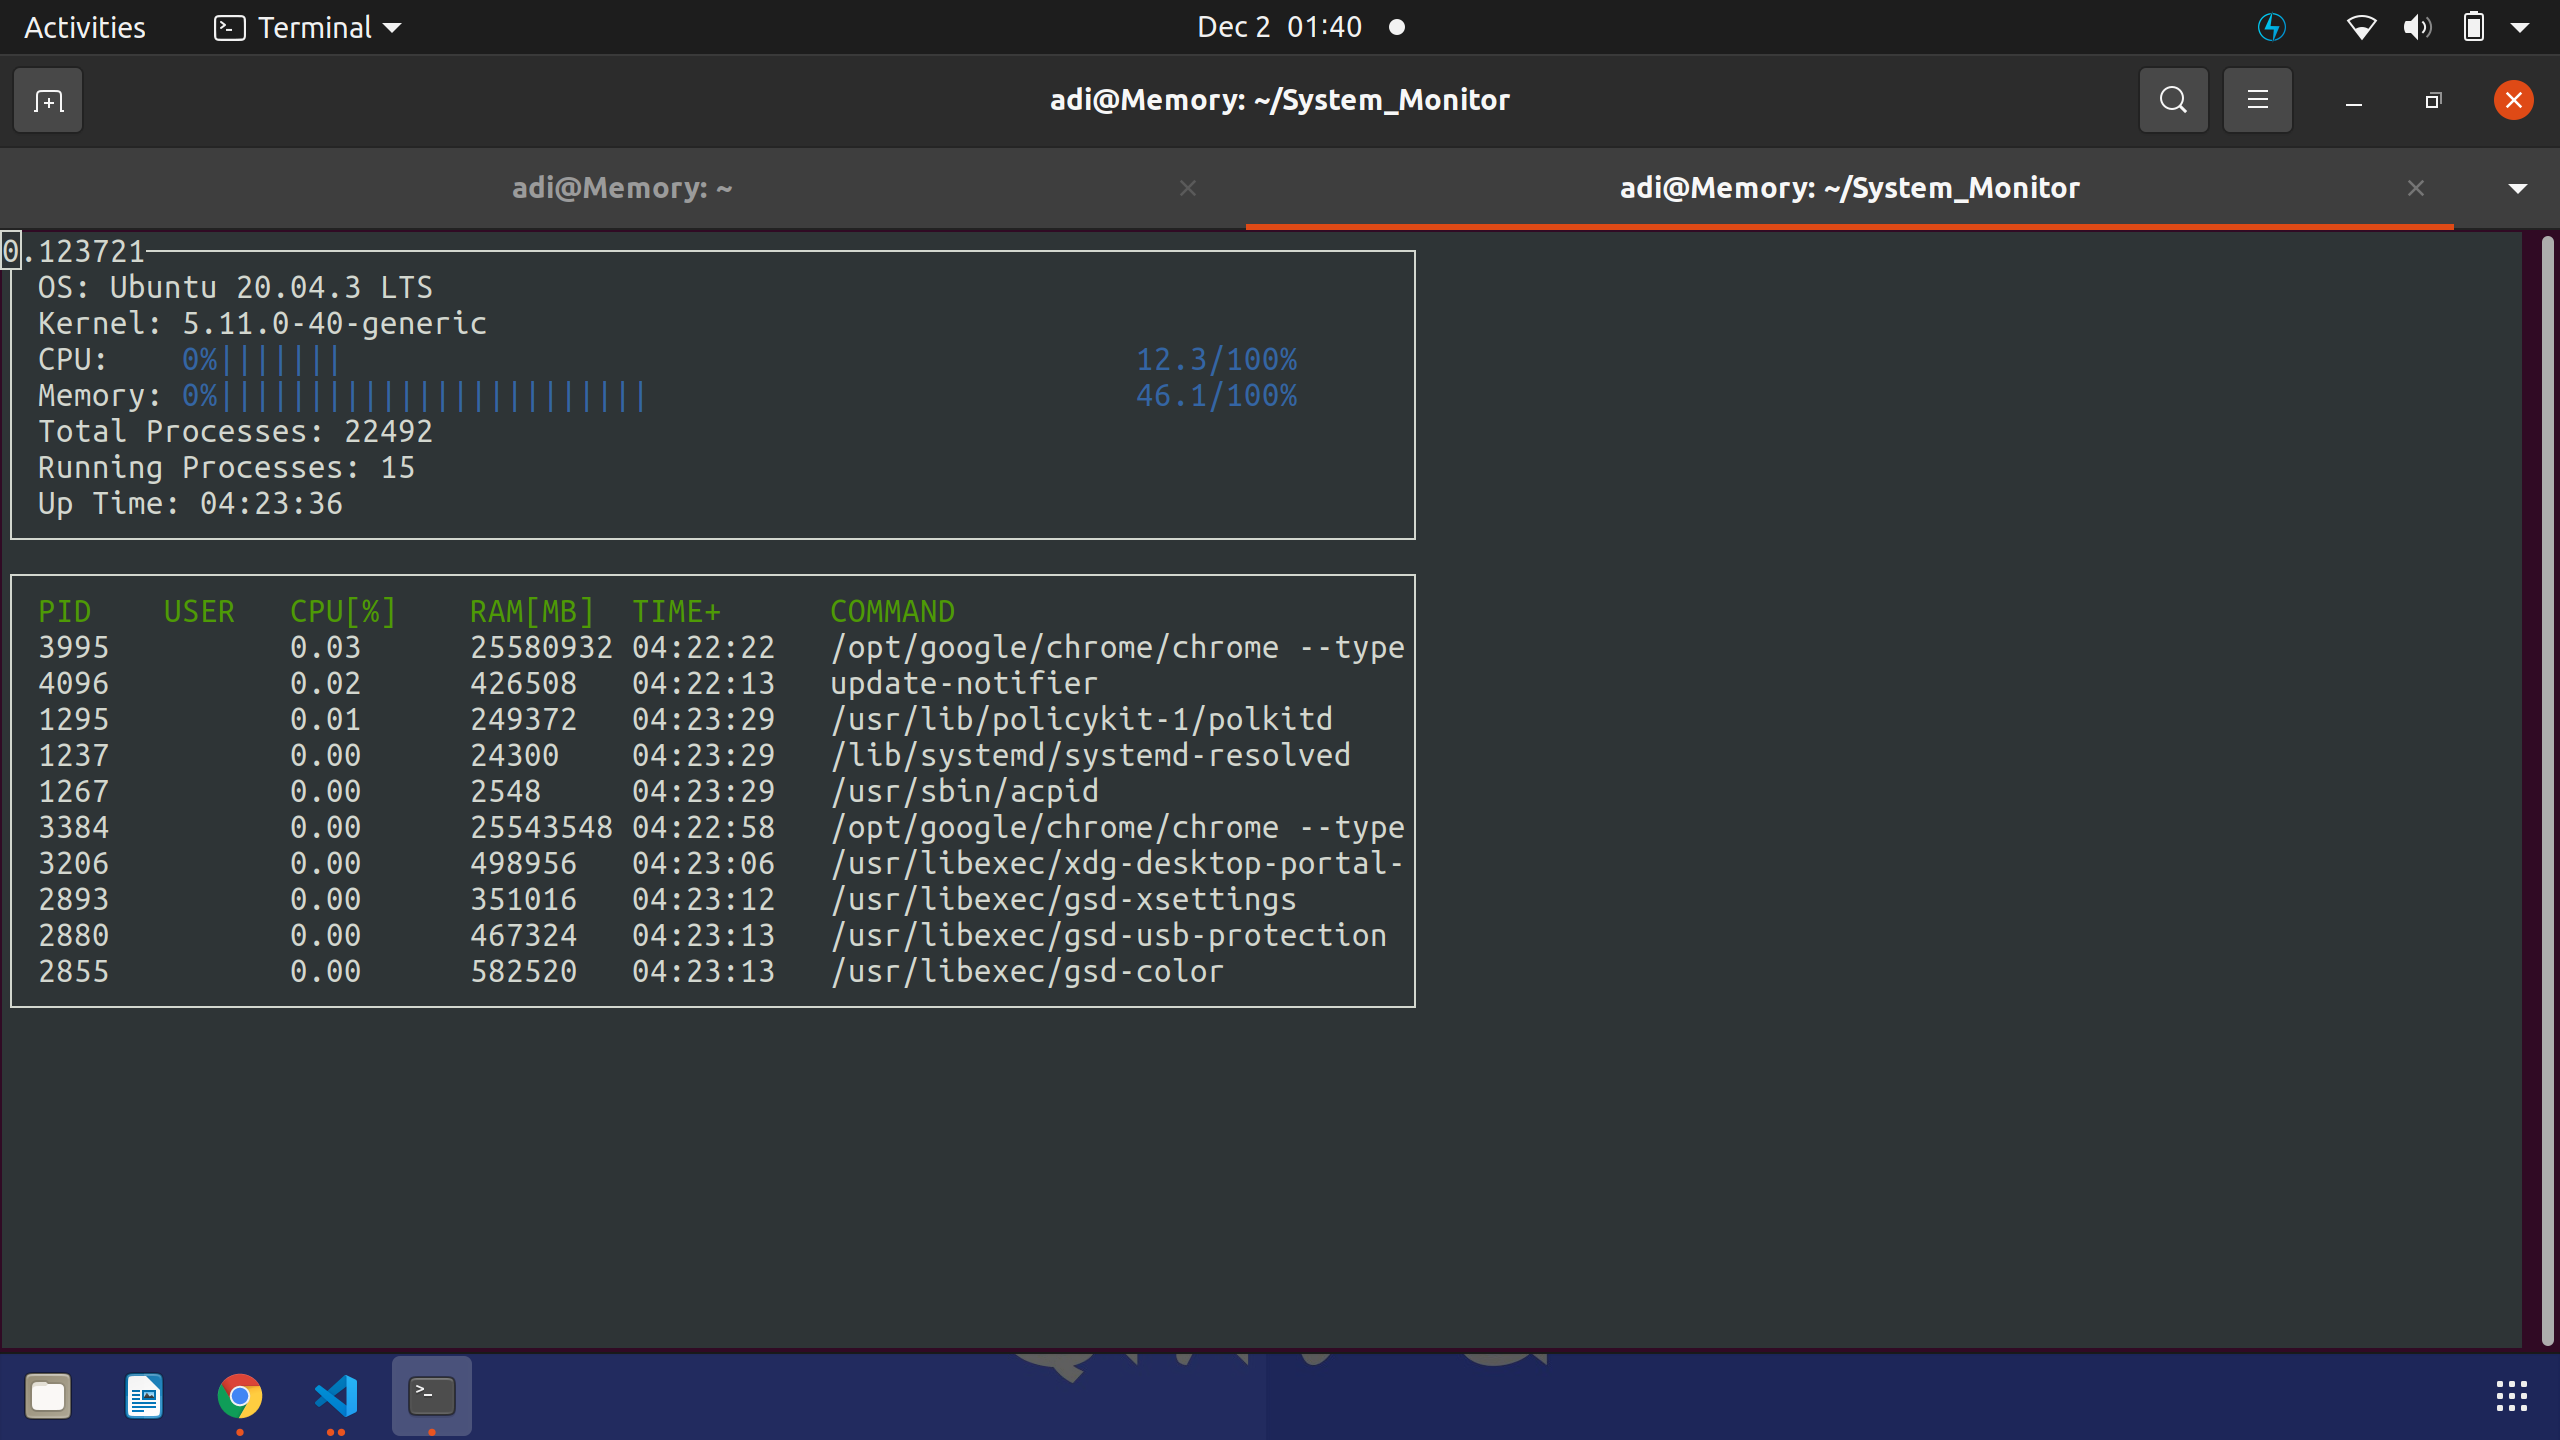 Activities Terminal Dec 2 01:40
adi@Memory: ~/System_Monitor
adi@Memory: ~ adi@Memory: ~/System_Monitor
0.123721
OS: Ubuntu 20.04.3 LTS
Kernel: 5.11.0-40-generic
CPU: 0%||||||| 12.3/100%
Memory: 0%|||||||||||||||||||||||| 46.1/100%
Total Processes: 22492
Running Processes: 15
Up Time: 04:23:36
PID USER CPU[%] RAM[MB] TIME+ COMMAND
3995 0.03 25580932 04:22:22 /opt/google/chrome/chrome --type
4096 0.02 426508 04:22:13 update-notifier
1295 0.01 249372 04:23:29 /usr/lib/policykit-1/polkitd
1237 0.00 24300 04:23:29 /lib/systemd/systemd-resolved
1267 0.00 2548 04:23:29 /usr/sbin/acpid
3384 0.00 25543548 04:22:58 /opt/google/chrome/chrome --type
3206 0.00 498956 04:23:06 /usr/libexec/xdg-desktop-portal-
2893 0.00 351016 04:23:12 /usr/libexec/gsd-xsettings
2880 0.00 467324 04:23:13 /usr/libexec/gsd-usb-protection
2855 0.00 582520 04:23:13 /usr/libexec/gsd-color